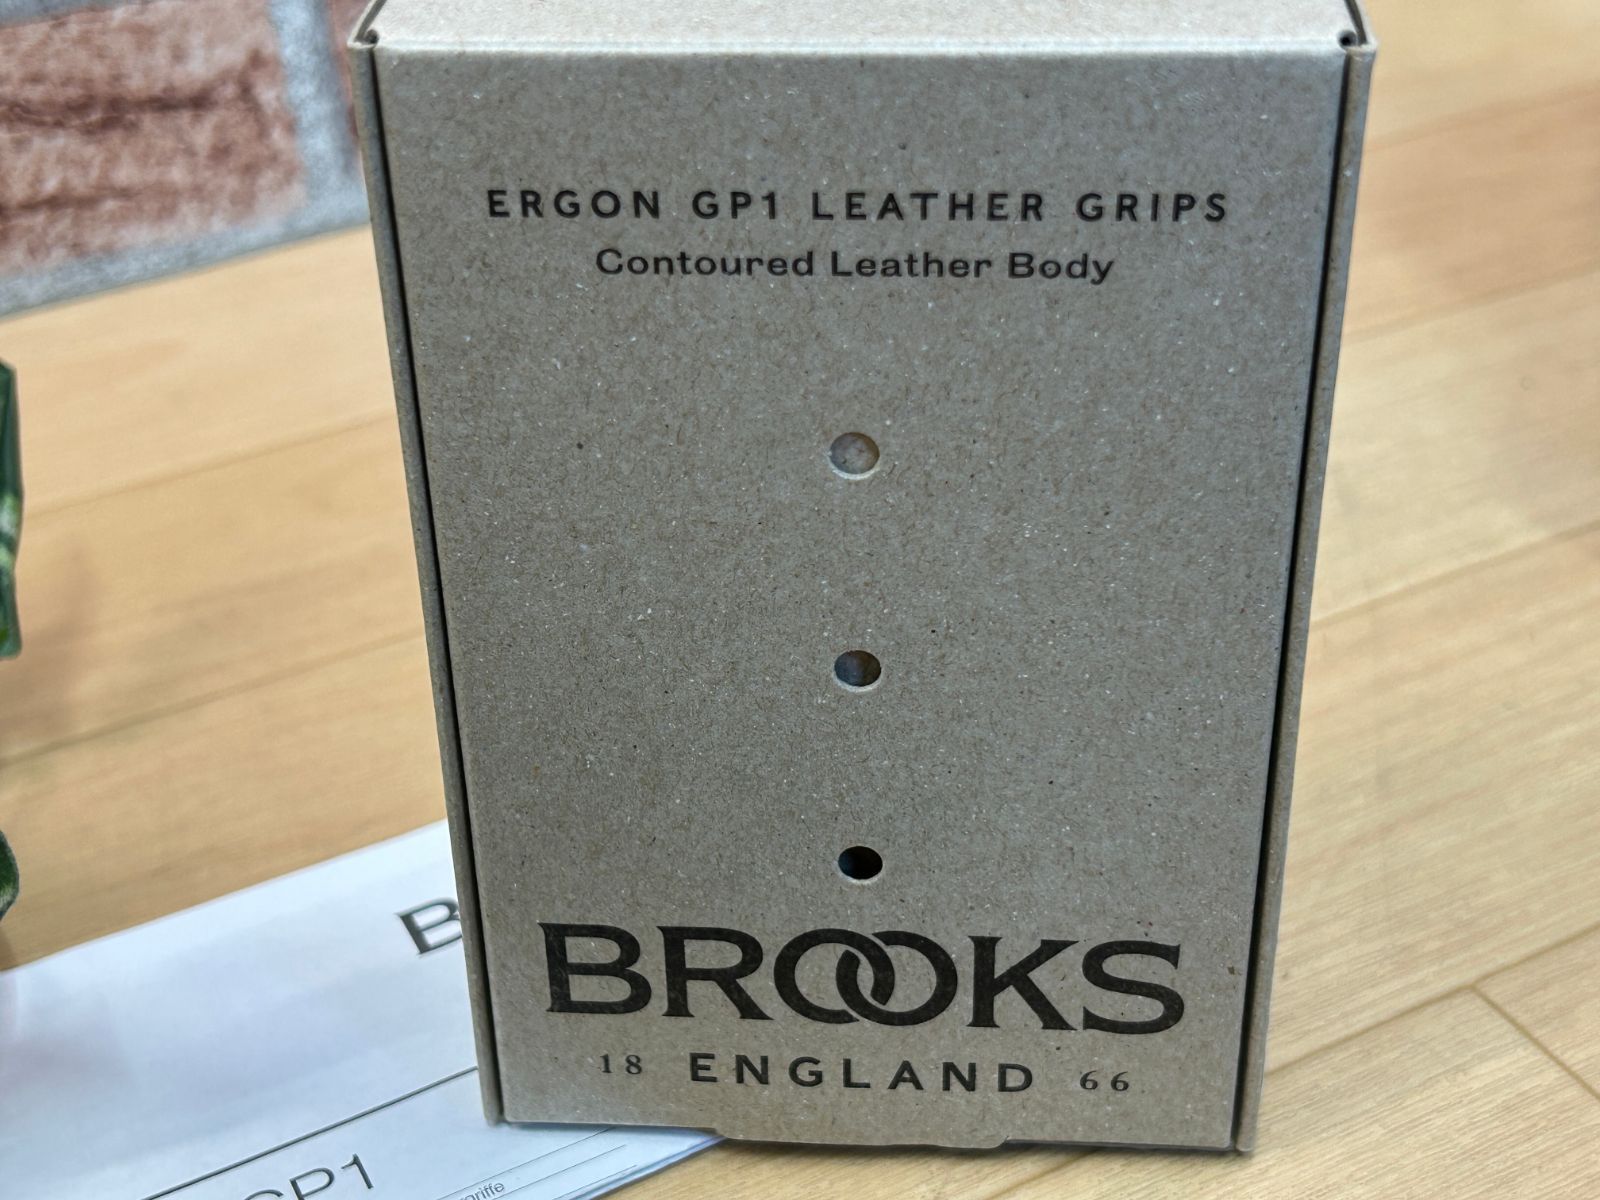 ERGON GP1 LEATHER GRIPS
Contoured Leather Body
BROOKS
18 ENGLAND 66
B
GP1